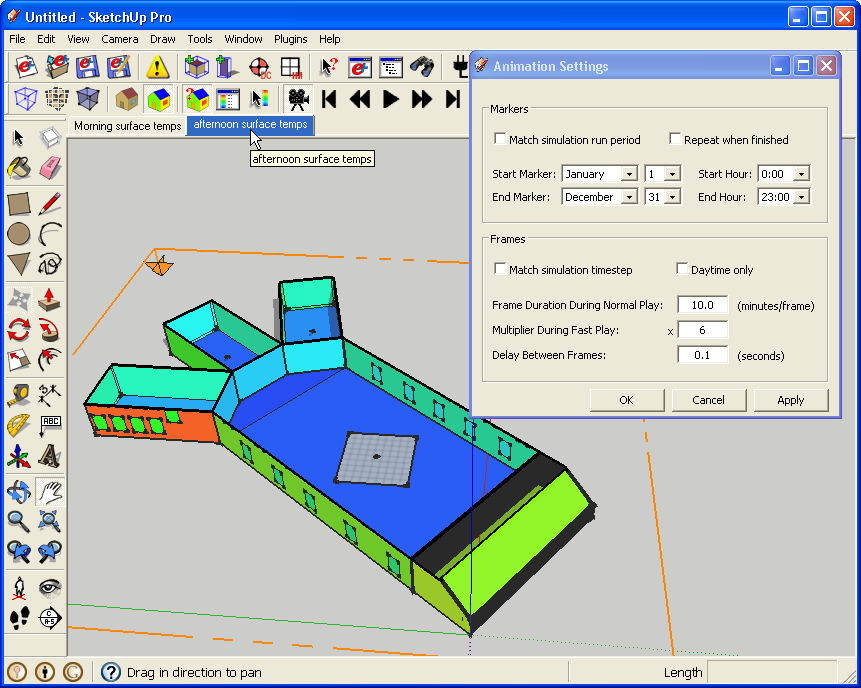 Untitled - SketchUp Pro
File Edit View Camera Draw Tools Window Plugins Help
Morning surface temps
afternoon surface temps
afternoon surface temps
Animation Settings
Markers
Match simulation run period
Repeat when finished
Start Marker: January 1 Start Hour: 0:00
End Marker: December 31 End Hour: 23:00
Frames
Match simulation timestep
Daytime only
Frame Duration During Normal Play: 10.0 (minutes/frame)
Multiplier During Fast Play: x 6
Delay Between Frames: 0.1 (seconds)
OK Cancel Apply
ABC
Drag in direction to pan
Length